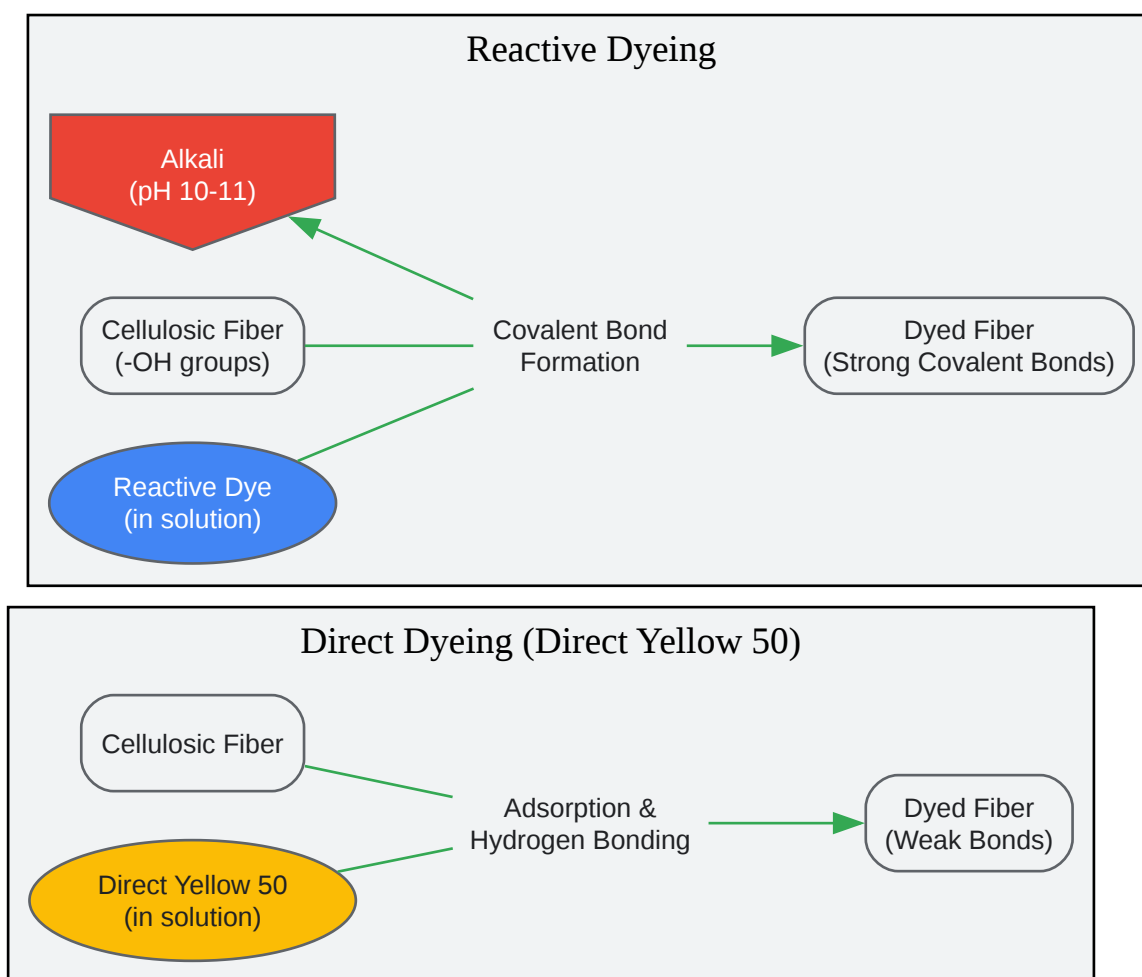 Reactive Dyeing
Alkali
(pH 10-11)
Cellulosic Fiber
(-OH groups)
Covalent Bond
Formation
Dyed Fiber
(Strong Covalent Bonds)
Reactive Dye
(in solution)
Direct Dyeing (Direct Yellow 50)
Cellulosic Fiber
Adsorption &
Hydrogen Bonding
Dyed Fiber
(Weak Bonds)
Direct Yellow 50
(in solution)